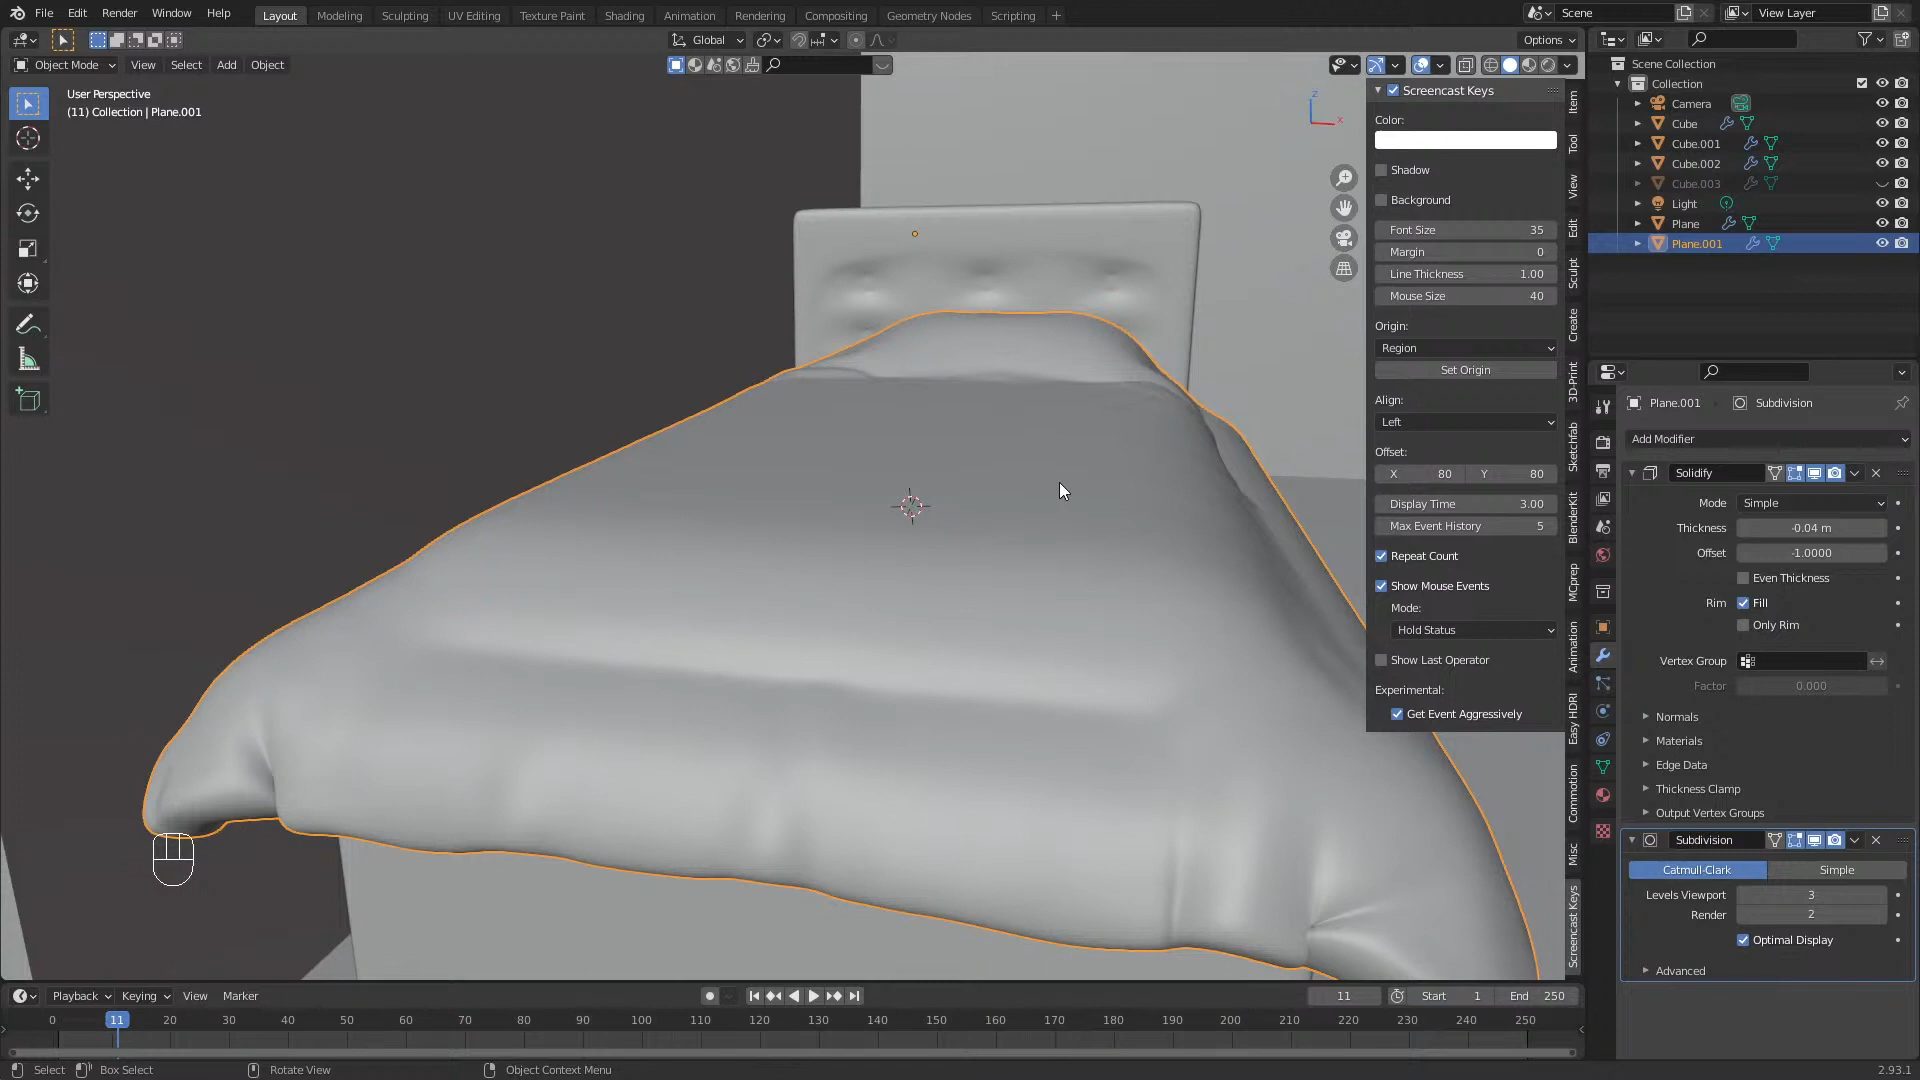 File Edit Render Window Help Layout Modeling Sculpting UV Editing Texture Paint Shading Animation Rendering Compositing Geometry Nodes Scripting + Scene View Layer
Global Options
Object Mode View Select Add Object
User Perspective
(11) Collection | Plane.001
Z
X
Screencast Keys
Color:
Shadow
Background
Font Size 35
Margin 0
Line Thickness 1.00
Mouse Size 40
Origin:
Region
Set Origin
Align:
Left
Offset:
X 80 Y 80
Display Time 3.00
Max Event History 5
Repeat Count
Show Mouse Events
Mode:
Hold Status
Show Last Operator
Experimental:
Get Event Aggressively
Item
Tool
View
Edit
Sculpt
Create
3D-Print
Sketchfab
BlenderKit
MCprep
Animation
Easy HDRI
Commotion
Misc
Screencast Keys
Scene Collection
Collection
Camera
Cube
Cube.001
Cube.002
Cube.003
Light
Plane
Plane.001
Plane.001 Subdivision
Add Modifier
Solidify
Mode Simple
Thickness -0.04 m
Offset -1.0000
Even Thickness
Rim Fill
Only Rim
Vertex Group
Factor 0.000
Normals
Materials
Edge Data
Thickness Clamp
Output Vertex Groups
Subdivision
Catmull-Clark Simple
Levels Viewport 3
Render 2
Optimal Display
Advanced
Playback Keying View Marker 11 Start 1 End 250
0 11 20 30 40 50 60 70 80 90 100 110 120 130 140 150 160 170 180 190 200 210 220 230 240 250
Select Box Select Rotate View Object Context Menu 2.93.1